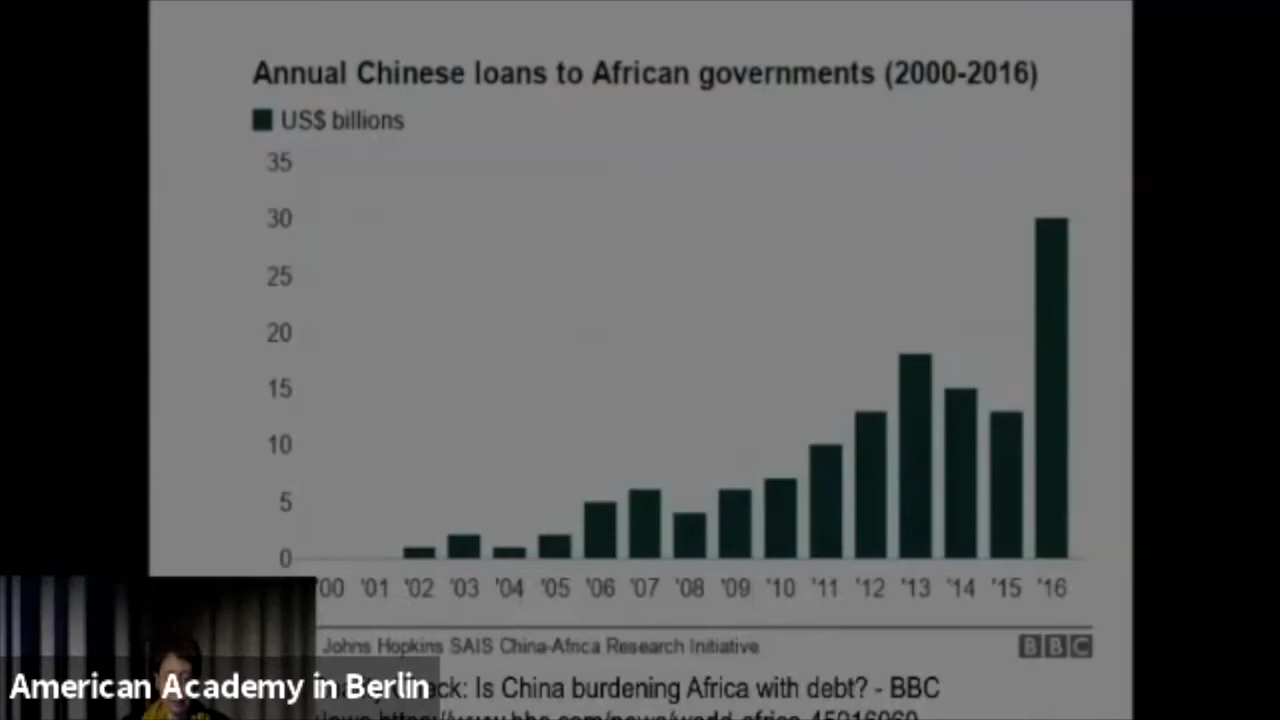 Annual Chinese loans to African governments (2000-2016)
US$ billions
35
30
25
20
15
10
5
0
'00 '01 '02 '03 '04 '05 '06 '07 '08 '09 '10 '11 '12 '13 '14 '15 '16
Johns Hopkins SAIS China-Africa Research Initiative
BBC
Is China burdening Africa with debt? - BBC
American Academy in Berlin